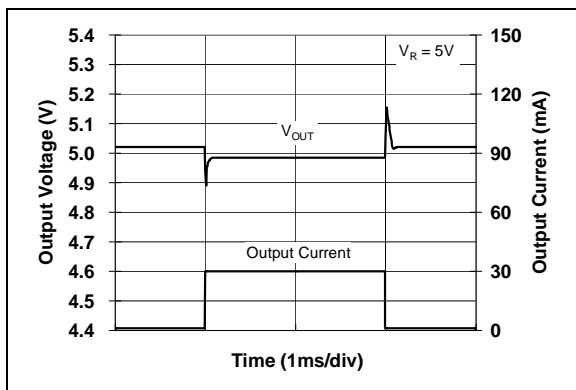 5.4
5.3
5.2
5.1
5.0
4.9
4.8
4.7
4.6
4.5
4.4
Output Voltage (V)
150
120
90
60
30
0
Output Current (mA)
V_R = 5V
V_OUT
Output Current
Time (1ms/div)